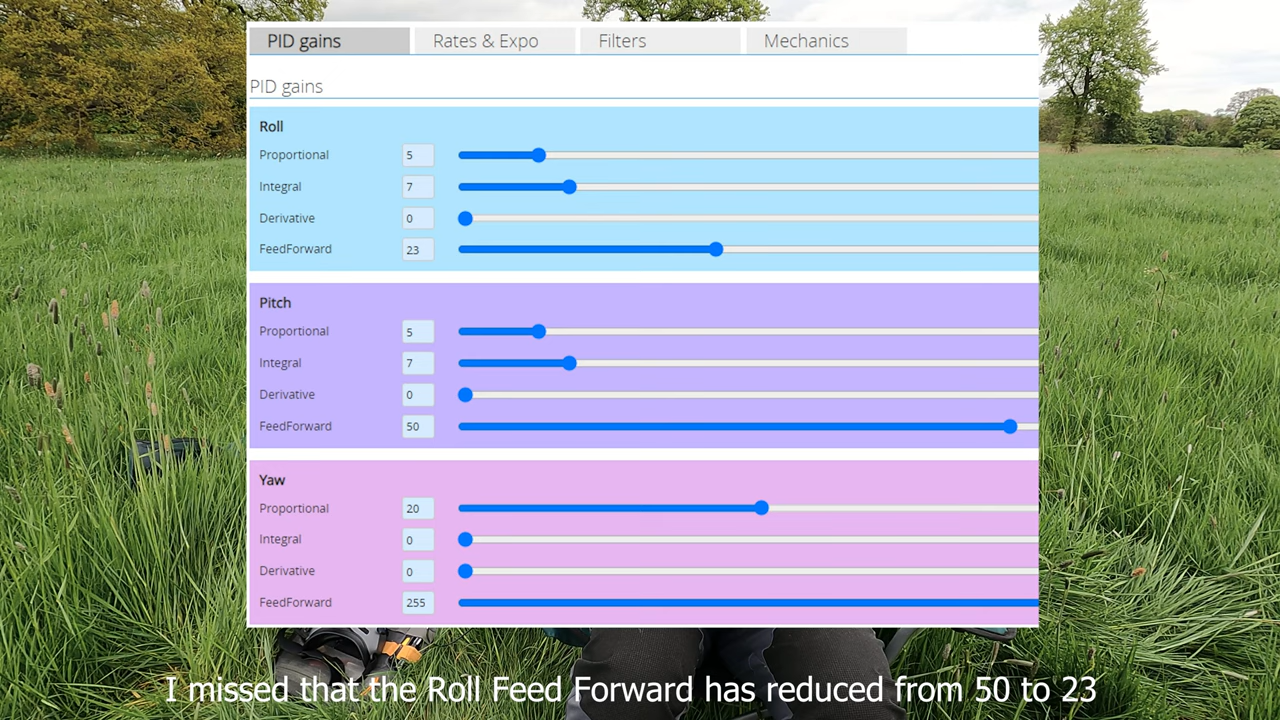 PID gains Rates & Expo Filters Mechanics
PID gains
Roll
Proportional 5
Integral 7
Derivative 0
FeedForward 23
Pitch
Proportional 5
Integral 7
Derivative 0
FeedForward 50
Yaw
Proportional 20
Integral 0
Derivative 0
FeedForward 255
I missed that the Roll Feed Forward has reduced from 50 to 23